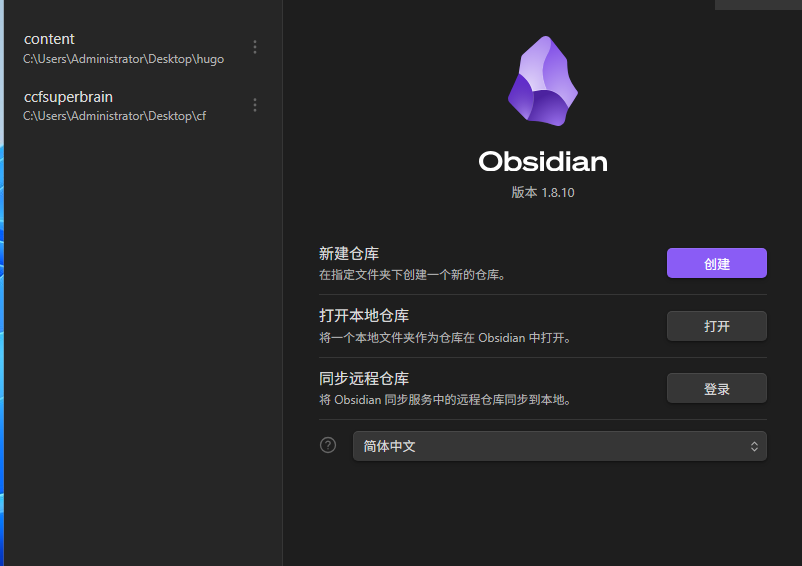 content
C:\Users\Administrator\Desktop\hugo
ccfsuperbrain
C:\Users\Administrator\Desktop\cf
Obsidian
版本 1.8.10
新建仓库
在指定文件夹下创建一个新的仓库。
创建
打开本地仓库
将一个本地文件夹作为仓库在 Obsidian 中打开。
打开
同步远程仓库
将 Obsidian 同步服务中的远程仓库同步到本地。
登录
?
简体中文